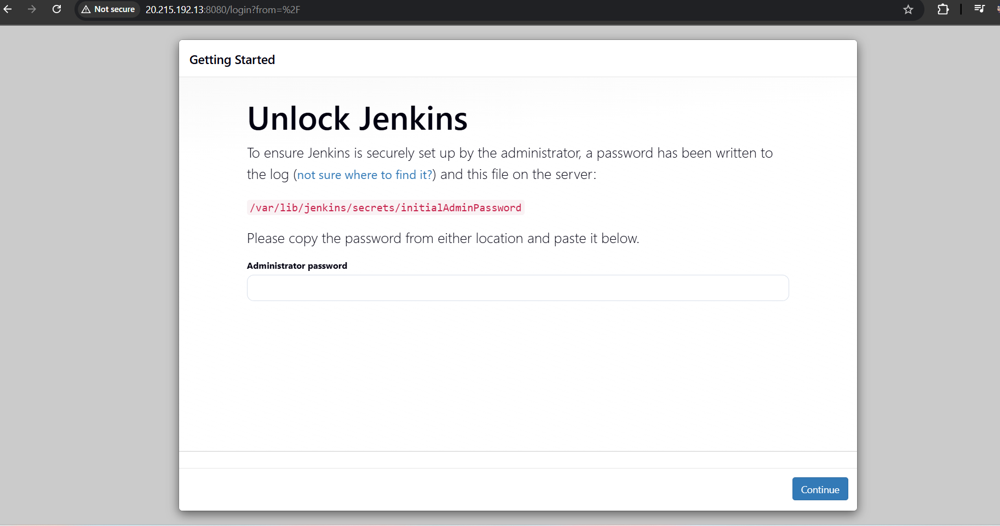 Not secure 20.215.192.13:8080/login?from=%2F
Getting Started
Unlock Jenkins
To ensure Jenkins is securely set up by the administrator, a password has been written to
the log (not sure where to find it?) and this file on the server:
/var/lib/jenkins/secrets/initialAdminPassword
Please copy the password from either location and paste it below.
Administrator password
Continue